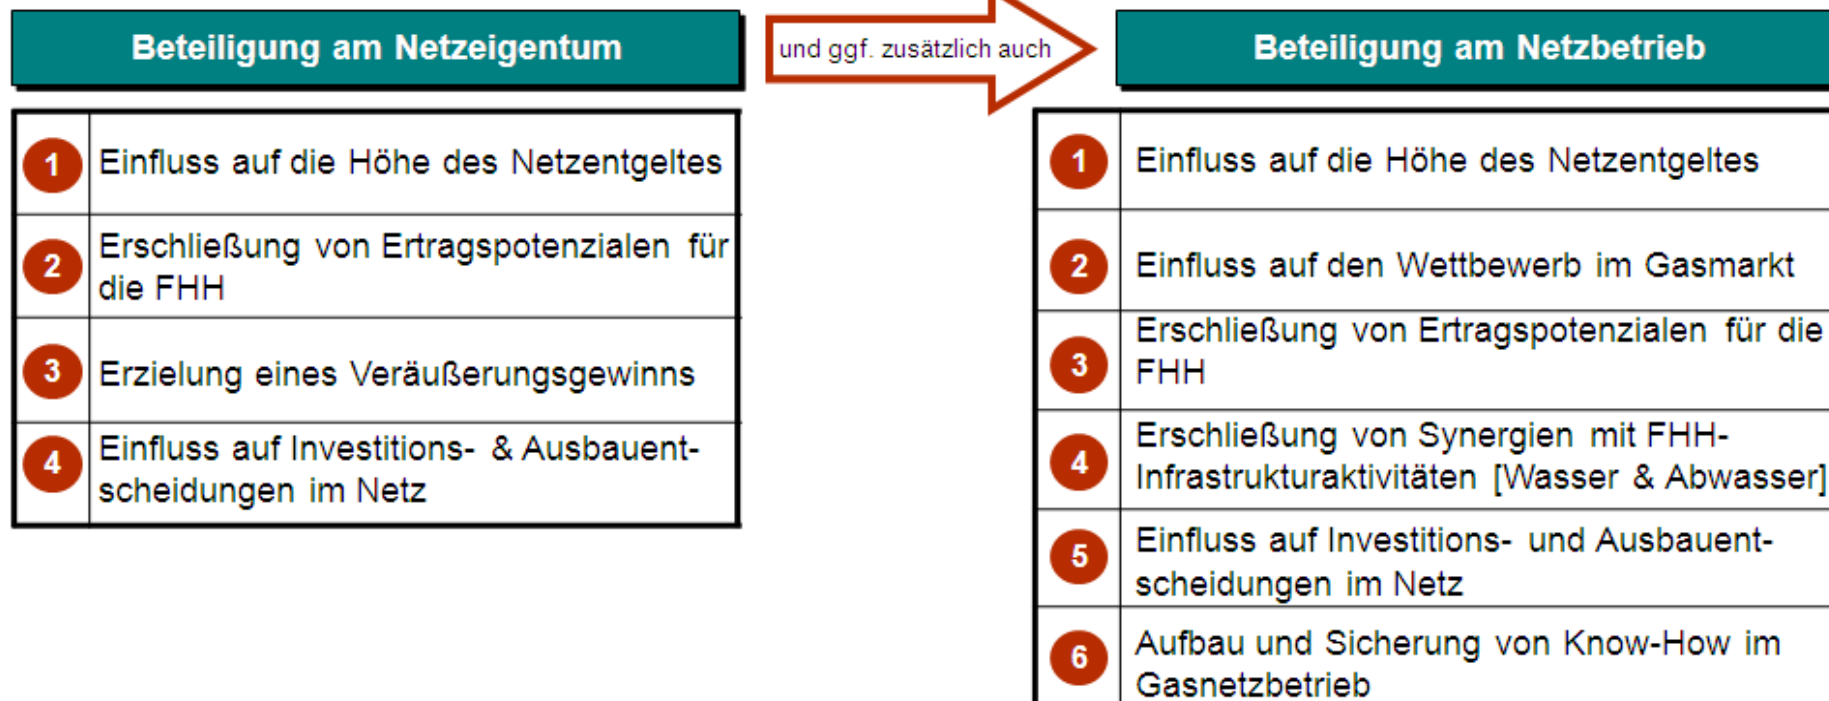 Beteiligung am Netzeigentum
und ggf. zusätzlich auch
Beteiligung am Netzbetrieb
1 Einfluss auf die Höhe des Netzentgeltes
2 Erschließung von Ertragspotenzialen für
die FHH
3 Erzielung eines Veräußerungsgewinns
4 Einfluss auf Investitions- & Ausbauent-
scheidungen im Netz
1 Einfluss auf die Höhe des Netzentgeltes
2 Einfluss auf den Wettbewerb im Gasmarkt
3 Erschließung von Ertragspotenzialen für die
FHH
4 Erschließung von Synergien mit FHH-
Infrastrukturaktivitäten [Wasser & Abwasser]
5 Einfluss auf Investitions- und Ausbauent-
scheidungen im Netz
6 Aufbau und Sicherung von Know-How im
Gasnetzbetrieb